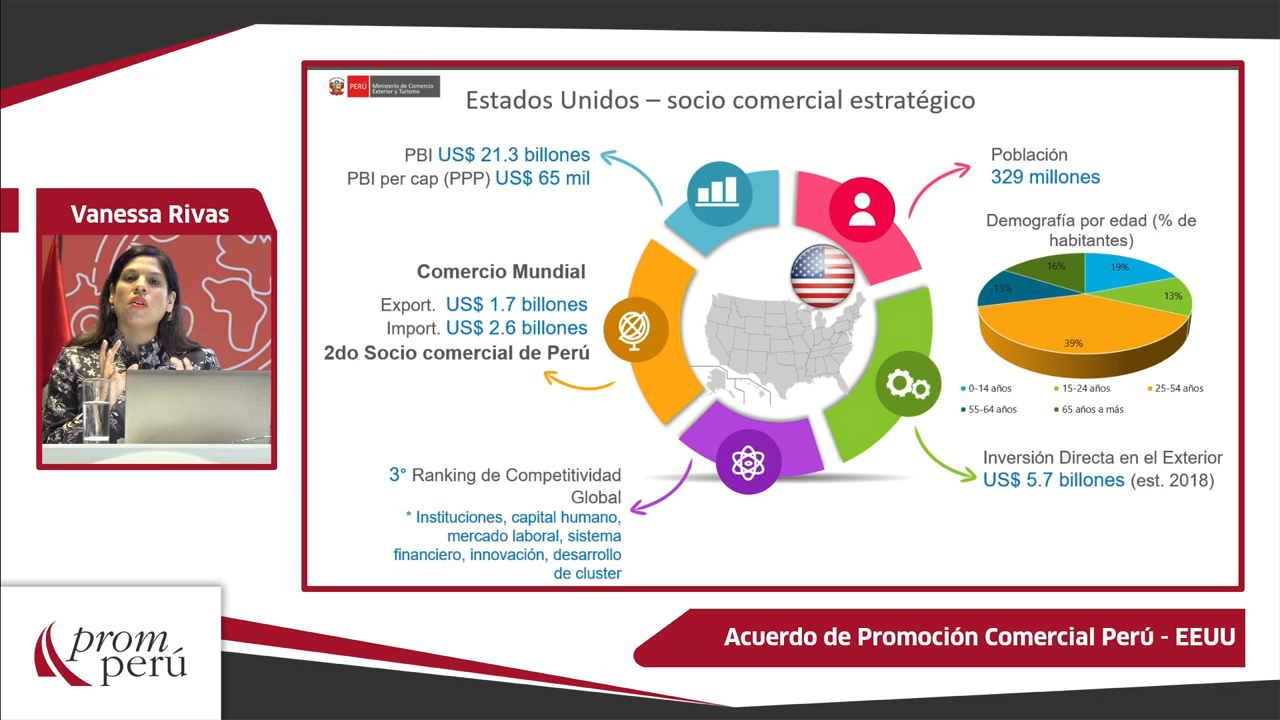 Vanessa Rivas
PERÚ
Ministerio de Comercio
Exterior y Turismo
Estados Unidos – socio comercial estratégico
PBI US$ 21.3 billones
PBI per cap (PPP) US$ 65 mil
Comercio Mundial
Export. US$ 1.7 billones
Import. US$ 2.6 billones
2do Socio comercial de Perú
3° Ranking de Competitividad
Global
* Instituciones, capital humano,
mercado laboral, sistema
financiero, innovación, desarrollo
de cluster
Población
329 millones
Demografía por edad (% de
habitantes)
16%
19%
13%
13%
39%
0-14 años
15-24 años
25-54 años
55-64 años
65 años a más
Inversión Directa en el Exterior
US$ 5.7 billones (est. 2018)
prom
perú
Acuerdo de Promoción Comercial Perú - EEUU